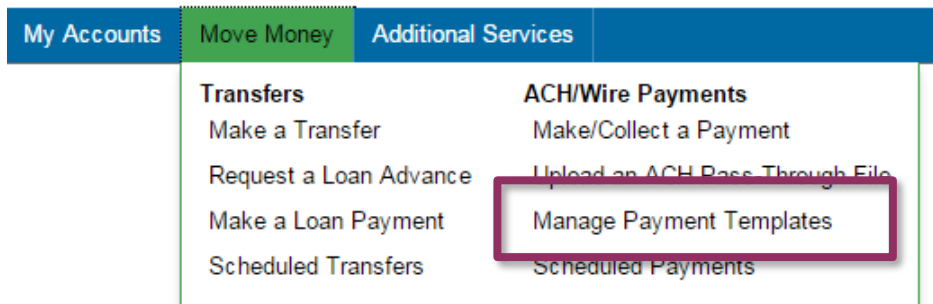 My Accounts Move Money Additional Services
Transfers
Make a Transfer
Request a Loan Advance
Make a Loan Payment
Scheduled Transfers
ACH/Wire Payments
Make/Collect a Payment
Upload an ACH Pass-Through File
Manage Payment Templates
Scheduled Payments